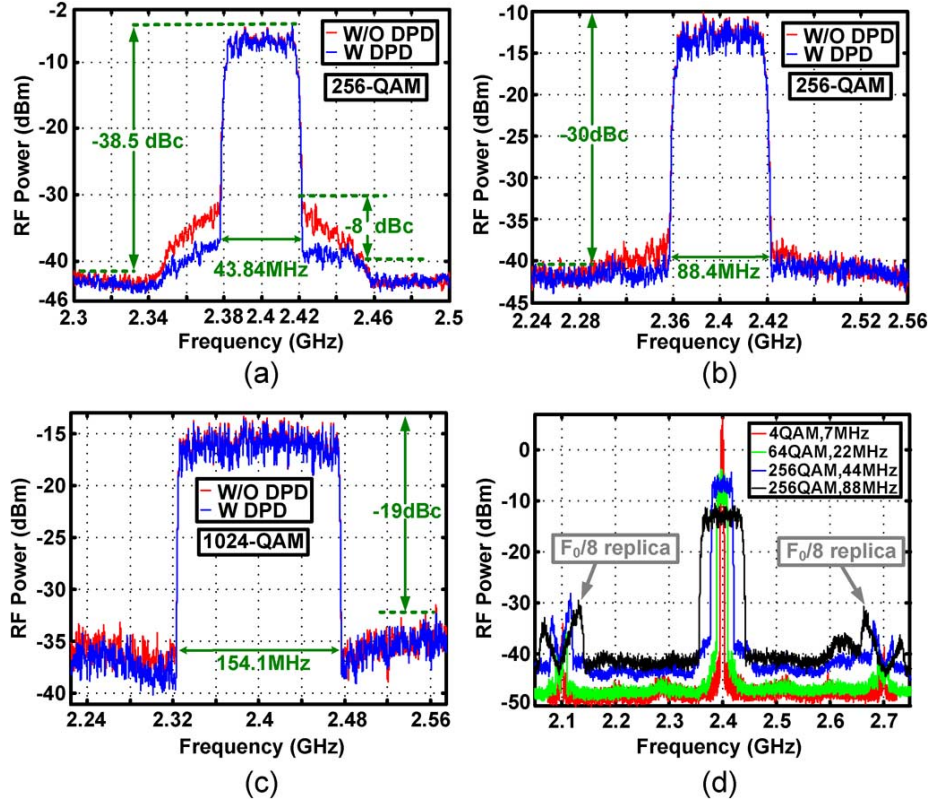 -2
-10
-20
-30
-40
-46
RF Power (dBm)
W/O DPD
W DPD
256-QAM
-38.5 dBc
-8 dBc
43.84MHz
2.3 2.34 2.38 2.4 2.42 2.46 2.5
Frequency (GHz)
(a)
-10
-15
-20
-25
-30
-35
-40
-45
RF Power (dBm)
W/O DPD
W DPD
256-QAM
-30dBc
88.4MHz
2.24 2.28 2.36 2.4 2.42 2.52 2.56
Frequency (GHz)
(b)
-15
-20
-25
-30
-35
-40
RF Power (dBm)
W/O DPD
W DPD
1024-QAM
-19dBc
154.1MHz
2.24 2.32 2.4 2.48 2.56
Frequency (GHz)
(c)
0
-10
-20
-30
-40
-50
RF Power (dBm)
4QAM,7MHz
64QAM,22MHz
256QAM,44MHz
256QAM,88MHz
F₀/8 replica
F₀/8 replica
2.1 2.2 2.3 2.4 2.5 2.6 2.7
Frequency (GHz)
(d)